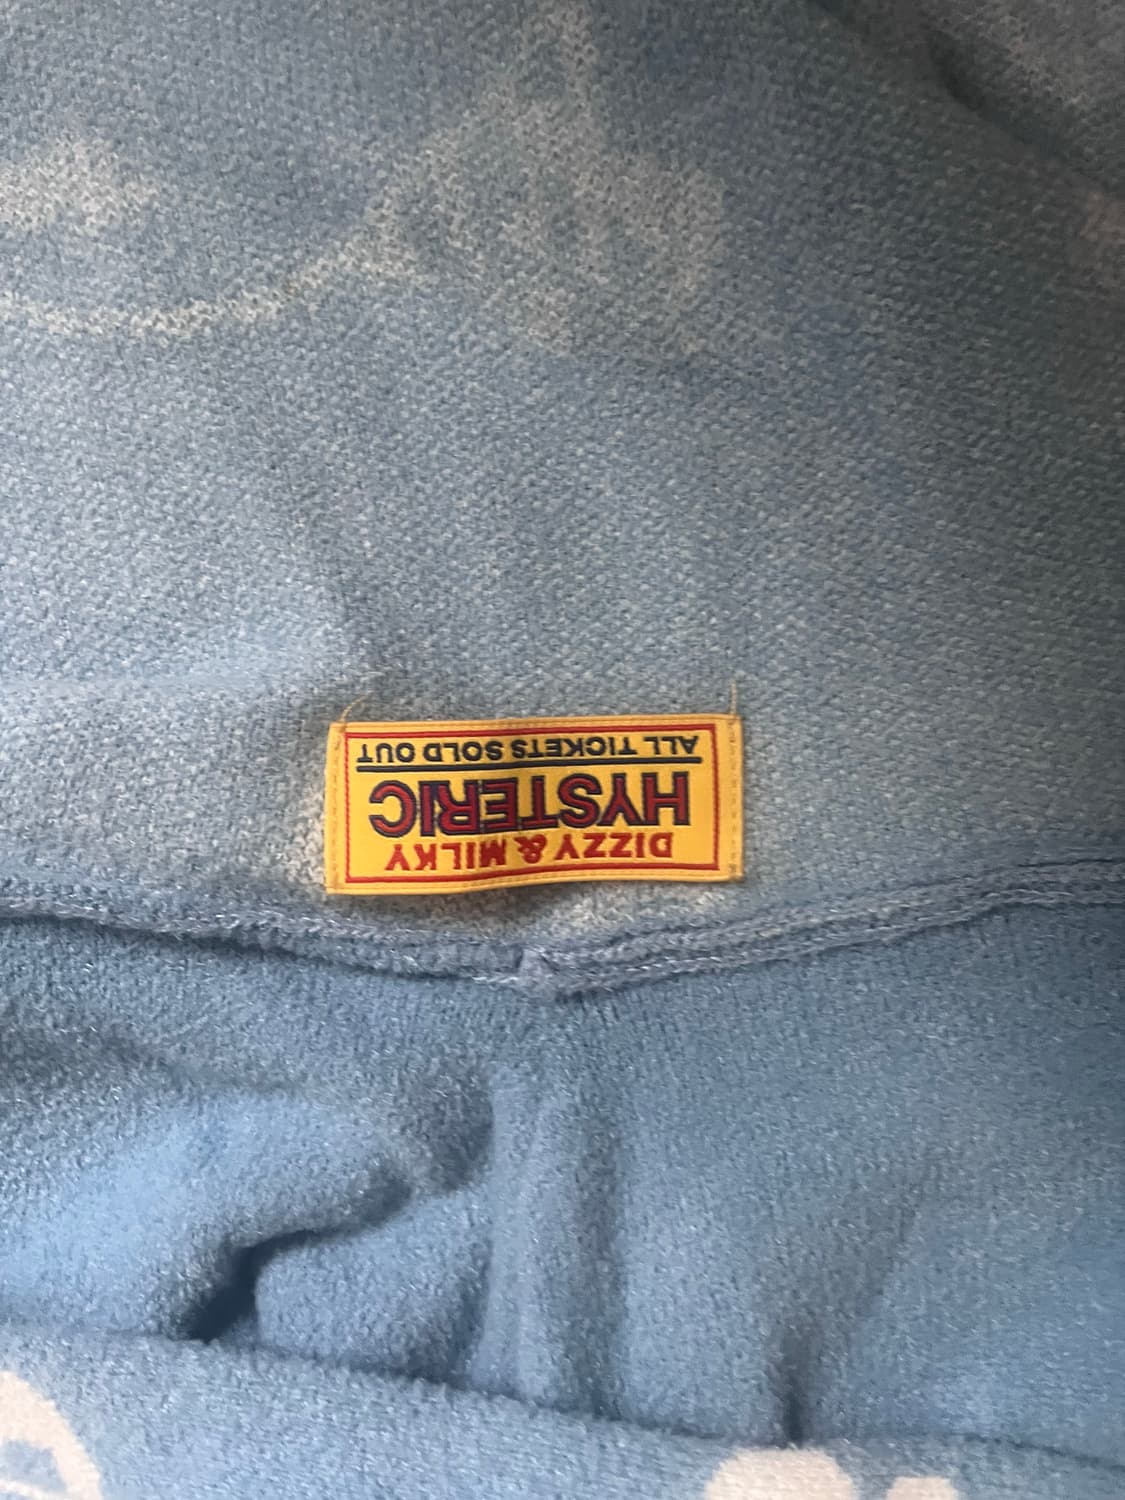 DIZZY & MILKY
HYSTERIC
ALL TICKETS SOLD OUT